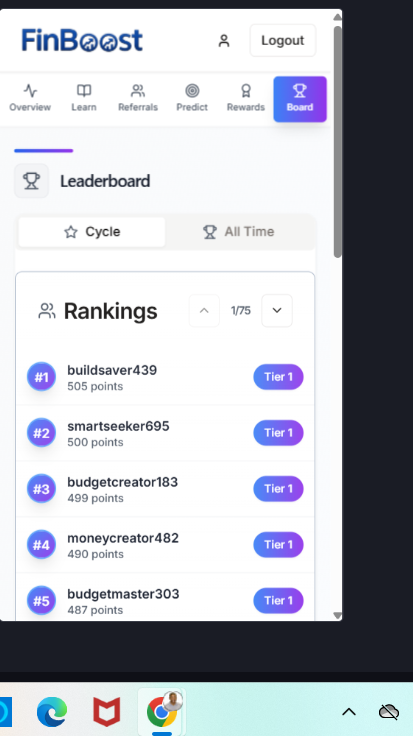 FinBoost
Logout
Overview
Learn
Referrals
Predict
Rewards
Board
Leaderboard
Cycle
All Time
Rankings
1/75
#1
buildsaver439
505 points
Tier 1
#2
smartseeker695
500 points
Tier 1
#3
budgetcreator183
499 points
Tier 1
#4
moneycreator482
490 points
Tier 1
#5
budgetmaster303
487 points
Tier 1